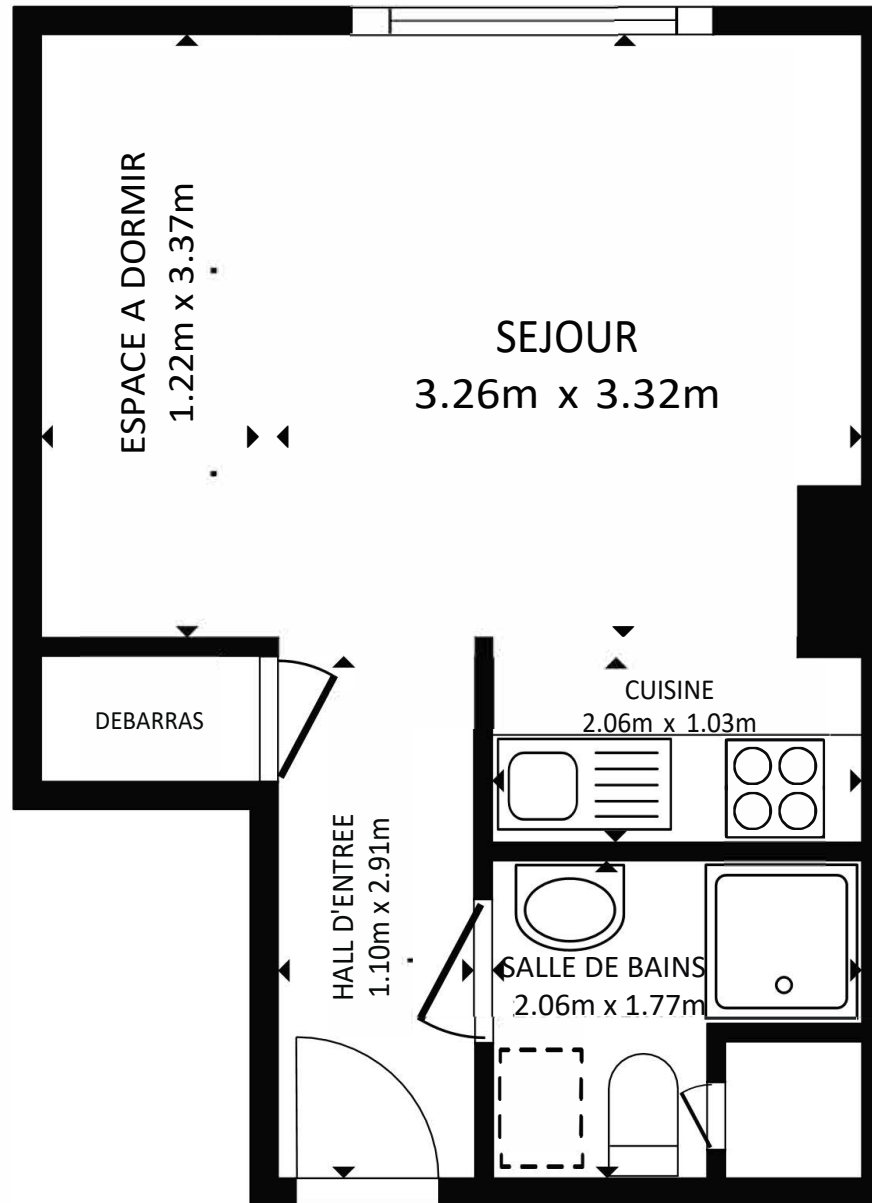 ESPACE A DORMIR
1.22m x 3.37m
SEJOUR
3.26m x 3.32m
DEBARRAS
CUISINE
2.06m x 1.03m
HALL D'ENTREE
1.10m x 2.91m
SALLE DE BAINS
2.06m x 1.77m